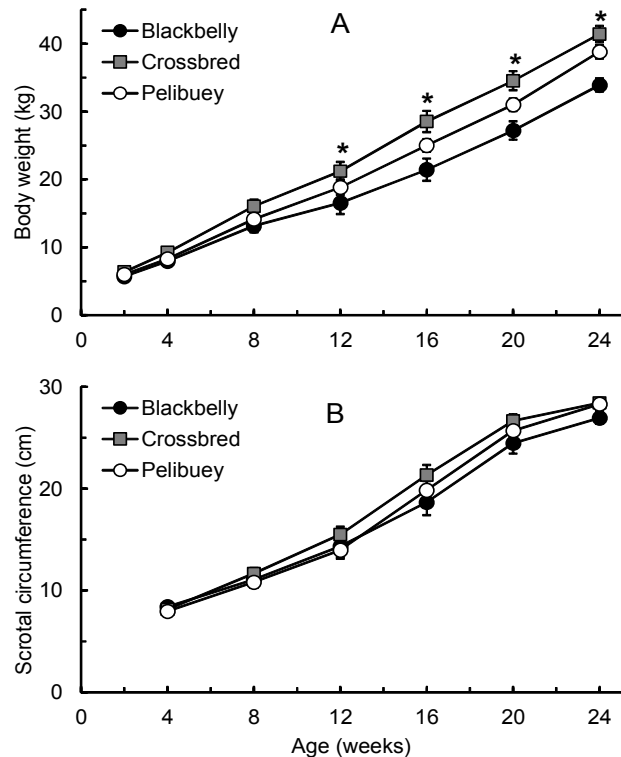 A
Blackbelly
Crossbred
Pelibuey
Body weight (kg)
40
30
20
10
0
* * * * *
0 4 8 12 16 20 24
B
Blackbelly
Crossbred
Pelibuey
Scrotal circumference (cm)
30
20
10
0
0 4 8 12 16 20 24
Age (weeks)